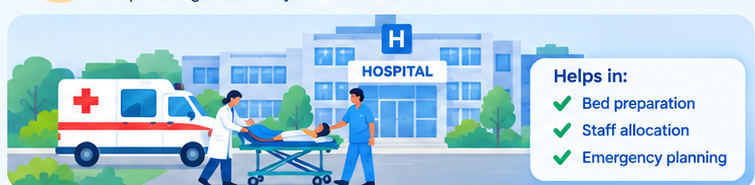 H
HOSPITAL
Helps in:
Bed preparation
Staff allocation
Emergency planning